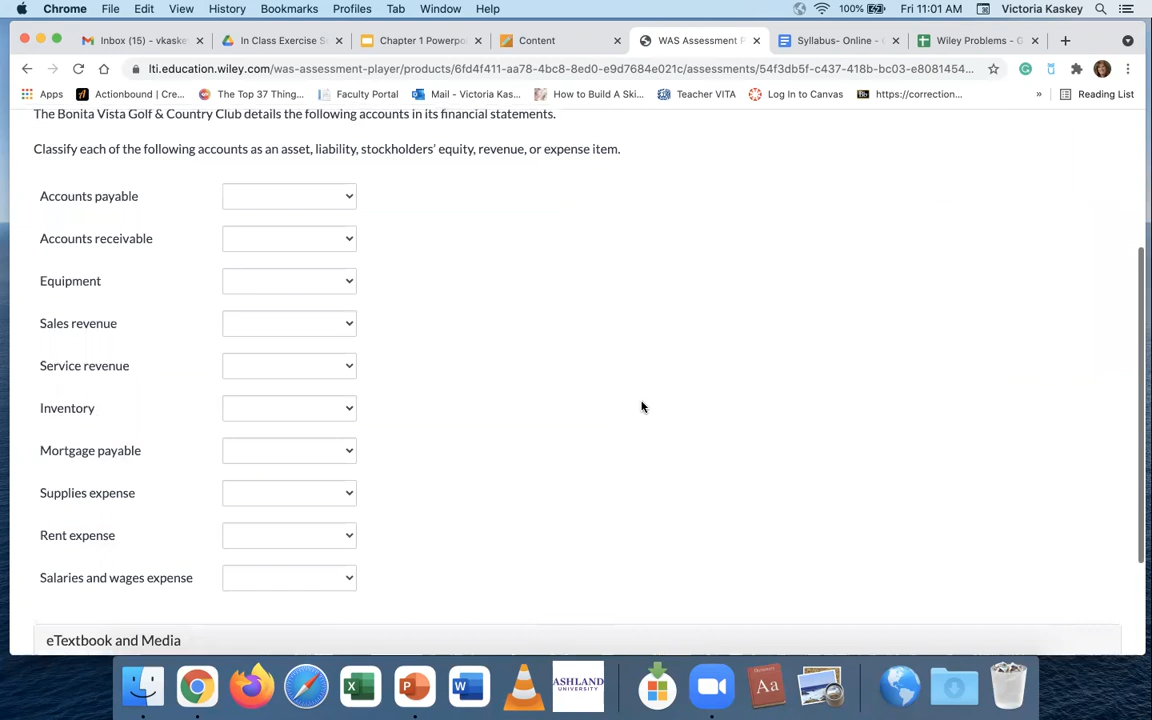 Chrome File Edit View History Bookmarks Profiles Tab Window Help 100% Fri 11:01 AM Victoria Kaskey
Inbox (15) - vkaske In Class Exercise S Chapter 1 Powerpo Content WAS Assessment P Syllabus- Online - Wiley Problems - G
lti.education.wiley.com/was-assessment-player/products/6fd4f411-aa78-4bc8-8ed0-e9d7684e021c/assessments/54f3db5f-c437-418b-bc03-e8081454...
Apps Actionbound | Cre... The Top 37 Thing... Faculty Portal Mail - Victoria Kas... How to Build A Ski... Teacher VITA Log In to Canvas https://correction... » Reading List
The Bonita Vista Golf & Country Club details the following accounts in its financial statements.
Classify each of the following accounts as an asset, liability, stockholders' equity, revenue, or expense item.
Accounts payable
Accounts receivable
Equipment
Sales revenue
Service revenue
Inventory
Mortgage payable
Supplies expense
Rent expense
Salaries and wages expense
eTextbook and Media
X P W ASHLAND Aa
UNIVERSITY